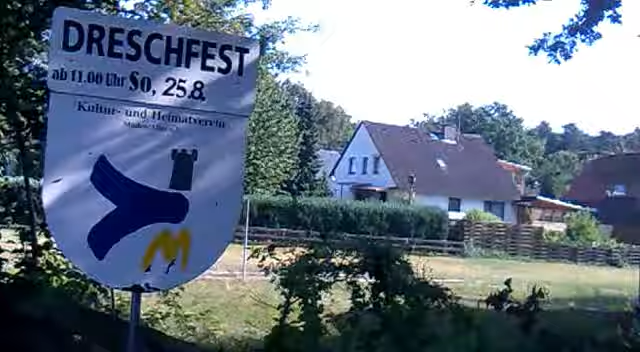 DRESCHFEST
ab 11.00 Uhr So, 25.8.
Kultur- und Heimatverein
M